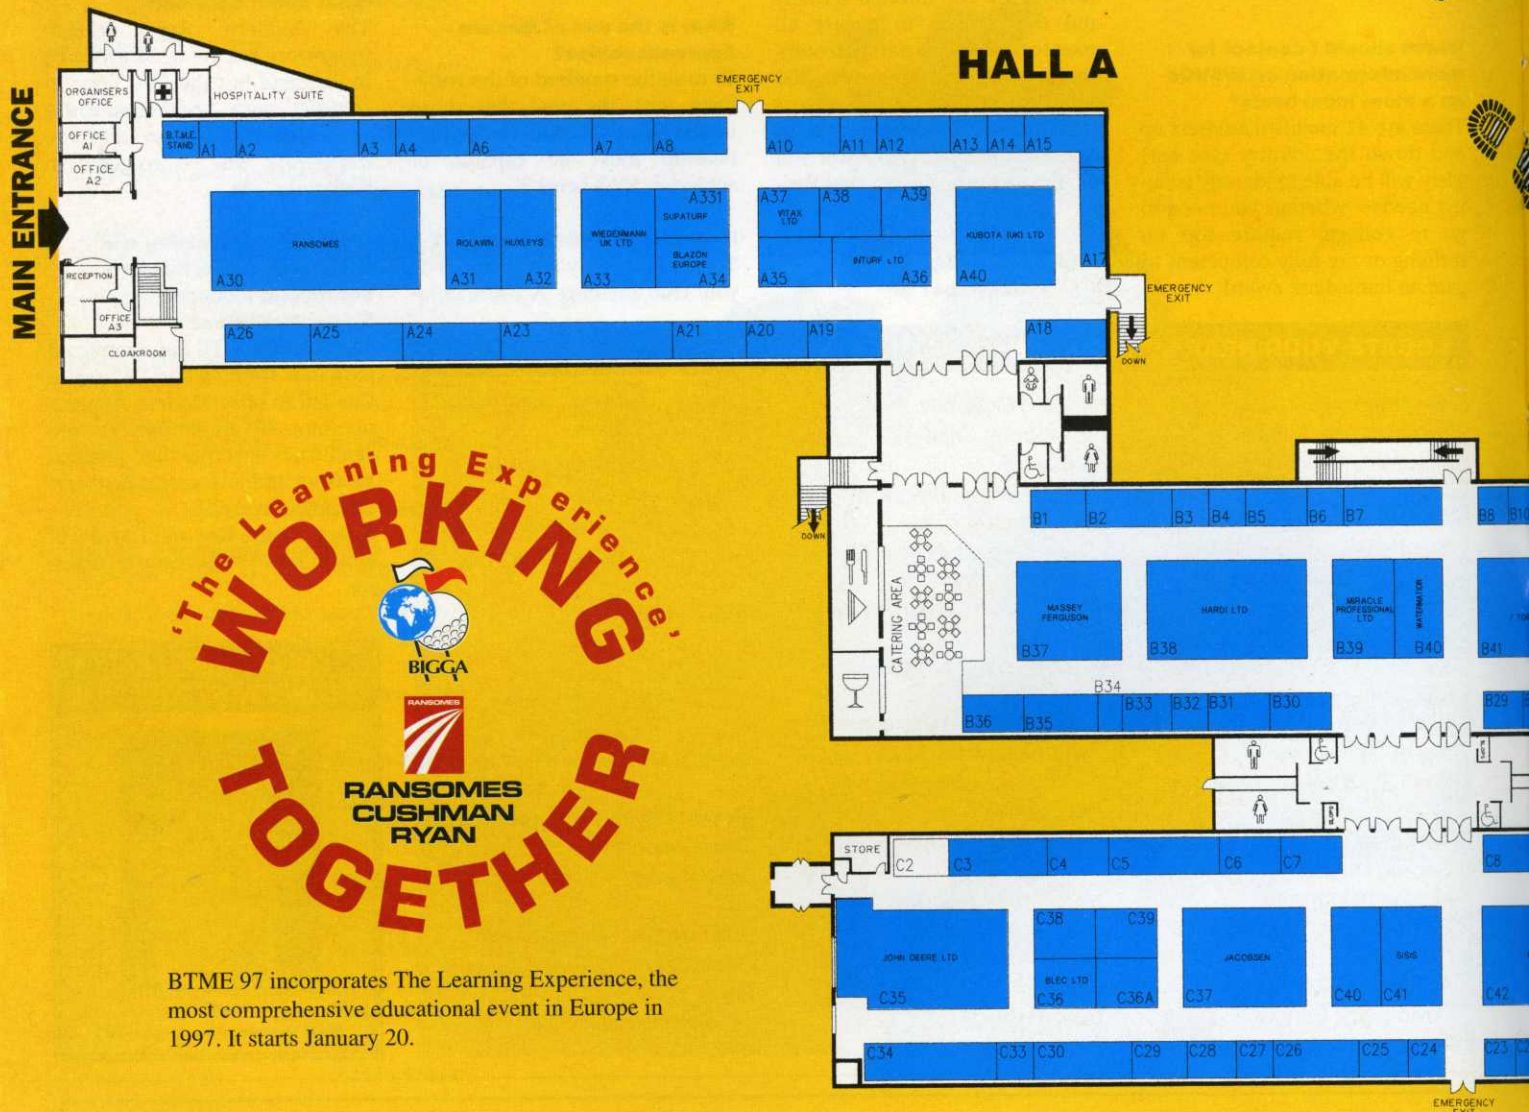 HALL A
MAIN ENTRANCE
ORGANISERS
OFFICE
HOSPITALITY SUITE
OFFICE
A1
OFFICE
A2
B.T.M.E.
STAND
A1
A2
A3
A4
A6
A7
A8
EMERGENCY
EXIT
A10
A11
A12
A13
A14
A15
RANSOMES
A30
ROLAWN
A31
HUXLEYS
A32
WIEDENMANN
UK LTD
A33
A331
SUPATURF
BLAZON
EUROPE
A34
A37
VITAX
LTD
A38
A39
A35
INTURF LTD
A36
KUBOTA (UK) LTD
A40
A17
EMERGENCY
EXIT
DOWN
RECEPTION
OFFICE
A3
CLOAKROOM
A26
A25
A24
A23
A21
A20
A19
A18
DOWN
CATERING AREA
B1
B2
B3
B4
B5
B6
B7
B8
B10
MASSEY
FERGUSON
B37
HARDI LTD
B38
MIRACLE
PROFESSIONAL
LTD
B39
WATERMATION
B40
B41
B36
B35
B34
B33
B32
B31
B30
B29
'The Learning Experience'
WORKING
BIGGA
RANSOMES
RANSOMES
CUSHMAN
RYAN
TOGETHER
BTME 97 incorporates The Learning Experience, the
most comprehensive educational event in Europe in
1997. It starts January 20.
STORE
C2
C3
C4
C5
C6
C7
C8
JOHN DEERE LTD
C35
C38
C39
BLEC LTD
C36
C36A
JACOBSEN
C37
C40
SISIS
C41
C42
C34
C33
C30
C29
C28
C27
C26
C25
C24
C23
EMERGENCY
EXIT